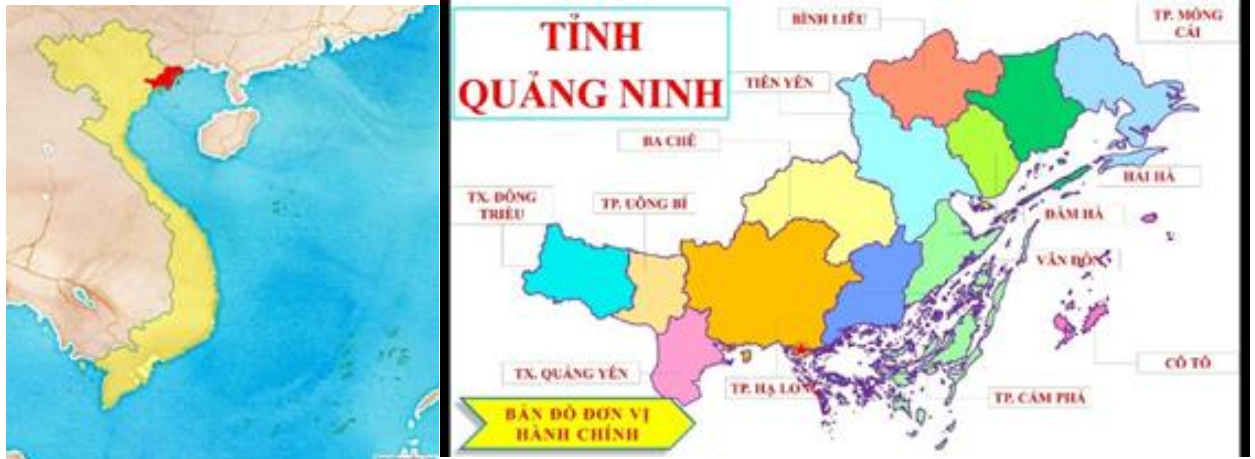 TỈNH
QUẢNG NINH
BÌNH LIÊU
TP. MÓNG
CÁI
TIÊN YÊN
BA CHẼ
TX. ĐÔNG
TRIỀU
TP. UÔNG BÍ
HẢI HÀ
ĐẦM HÀ
VÂN ĐỒN
CÔ TÔ
TX. QUẢNG YÊN
TP. HẠ LONG
TP. CẨM PHẢ
BẢN ĐỒ ĐƠN VỊ
HÀNH CHÍNH